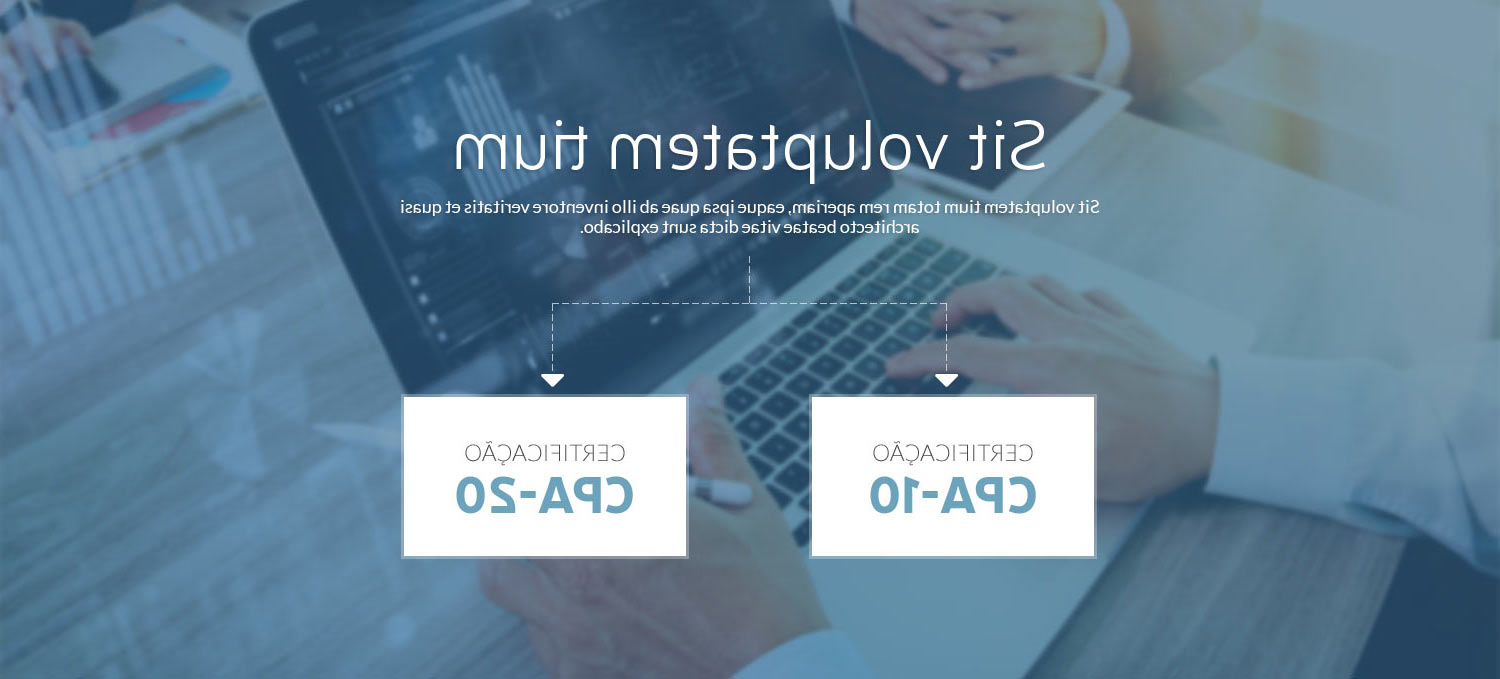 Sit voluptatem tium
Sit voluptatem tium totam rem aperiam, eaque ipsa quae ab illo inventore veritatis et quasi
architecto beatae vitae dicta sunt explicabo.
CERTIFICAÇÃO
CPA-10
CERTIFICAÇÃO
CPA-20